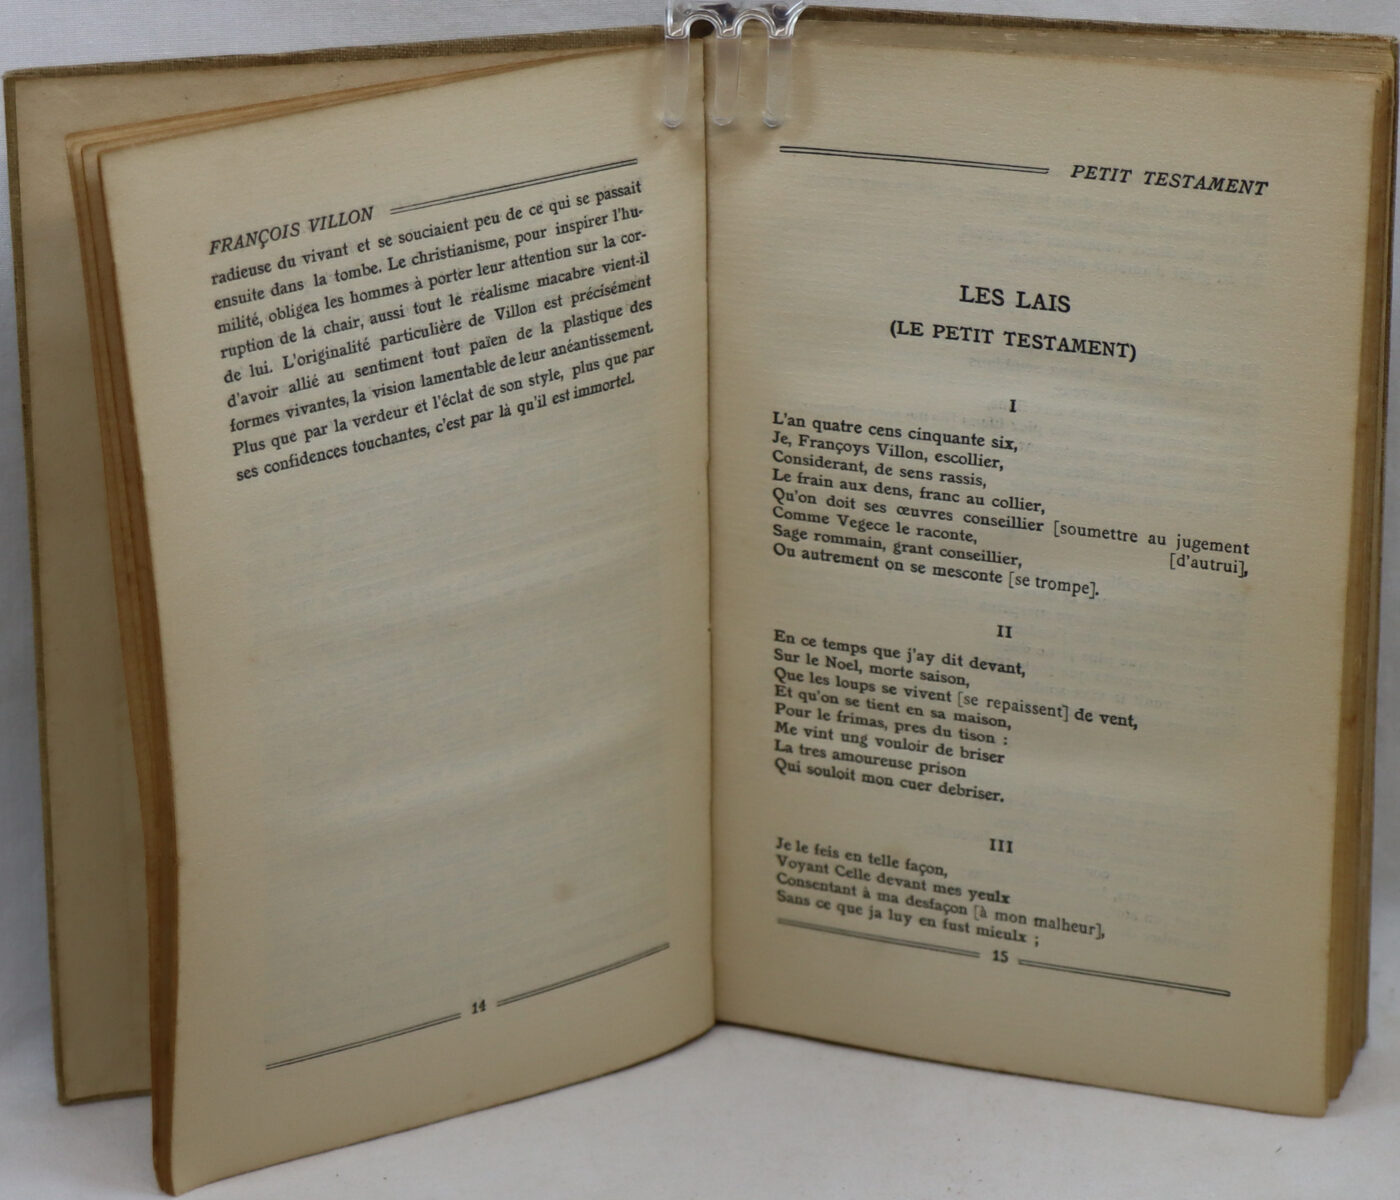 FRANÇOIS VILLON
radieuse du vivant et se souciaient peu de ce qui se passait
ensuite dans la tombe. Le christianisme, pour inspirer l'hu-
milité, obligea les hommes à porter leur attention sur la cor-
ruption de la chair, aussi tout le réalisme macabre vient-il
de lui. L'originalité particulière de Villon est précisément
d'avoir allié au sentiment tout païen de la plastique des
formes vivantes, la vision lamentable de leur anéantissement.
Plus que par la verdeur et l'éclat de son style, plus que par
ses confidences touchantes, c'est par là qu'il est immortel.
14
PETIT TESTAMENT
LES LAIS
(LE PETIT TESTAMENT)
I
L'an quatre cens cinquante six,
Je, Françoys Villon, escollier,
Considerant, de sens rassis,
Le frain aux dens, franc au collier,
Qu'on doit ses œuvres conseillier [soumettre au jugement
Comme Vegece le raconte, [d'autrui],
Sage rommain, grant conseillier,
Ou autrement on se mesconte [se trompe].
II
En ce temps que j'ay dit devant,
Sur le Noel, morte saison,
Que les loups se vivent [se repaissent] de vent,
Et qu'on se tient en sa maison,
Pour le frimas, pres du tison :
Me vint ung vouloir de briser
La tres amoureuse prison
Qui souloit mon cuer debriser.
III
Je le feis en telle façon,
Voyant Celle devant mes yeulx
Consentant à ma desfaçon [à mon malheur],
Sans ce que ja luy en fust mieulx ;
15